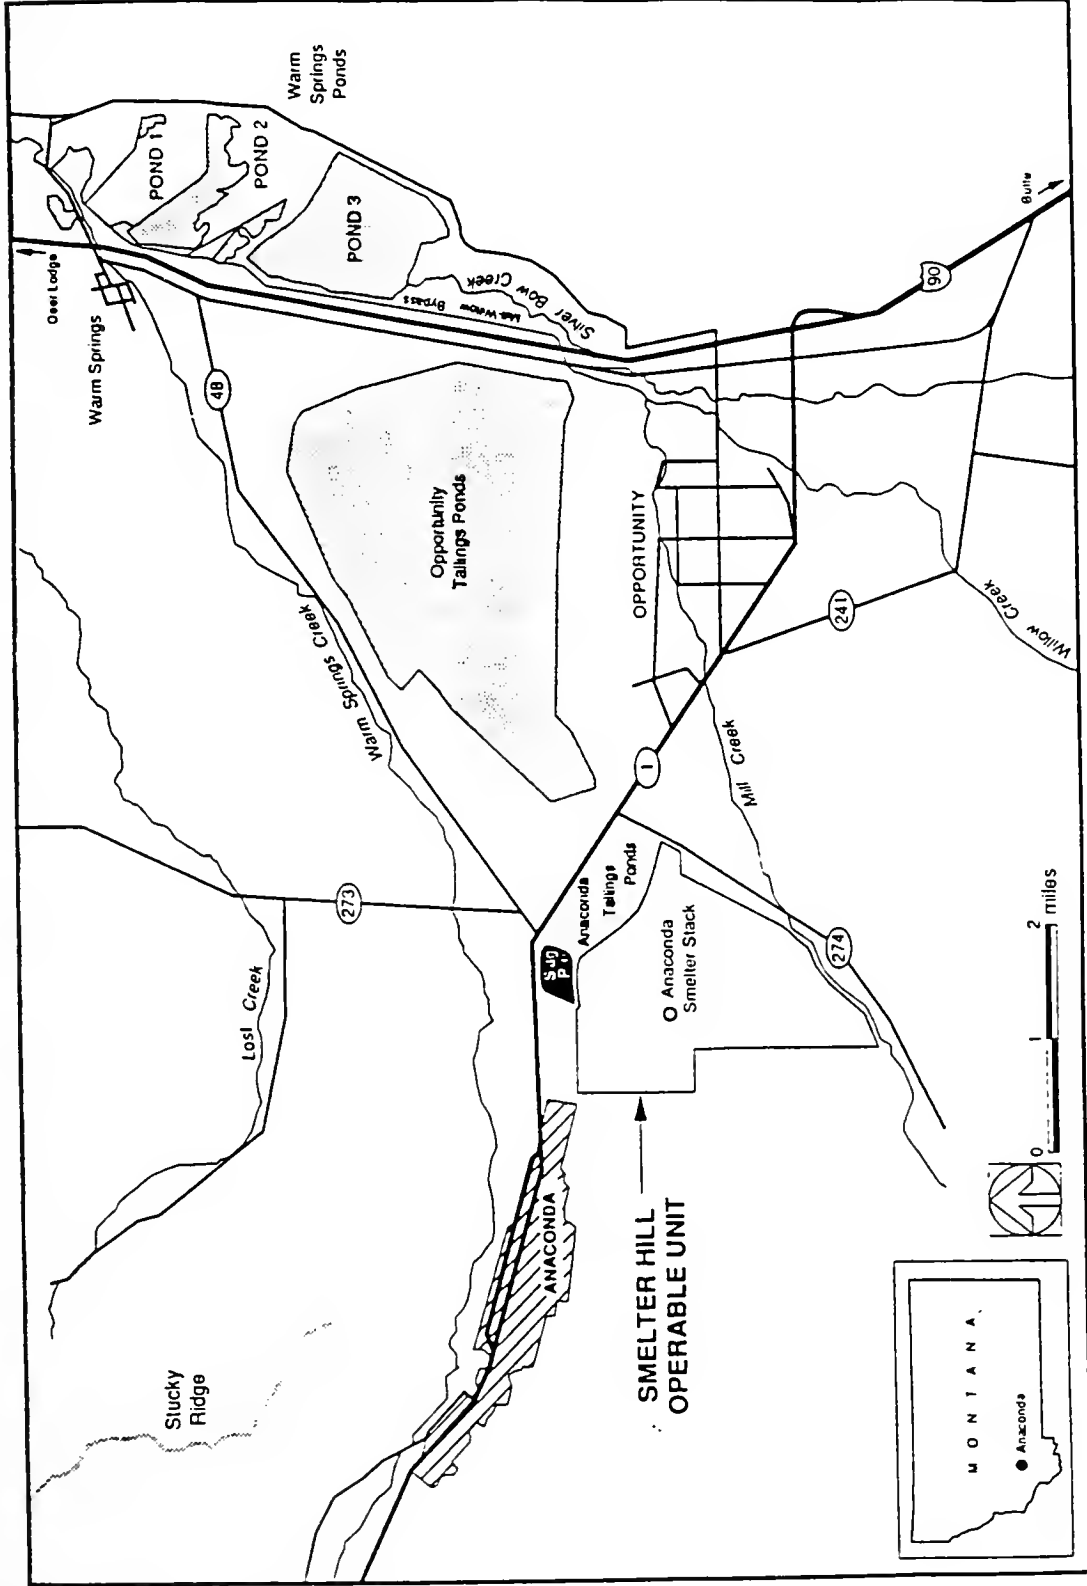 Warm
Springs
Ponds
POND 1
POND 2
POND 3
Deer Lodge
Warm Springs
48
Silver Bow Creek
Mill-Willow Bypass
Butte
90
Opportunity
Tailings Ponds
OPPORTUNITY
Warm Springs Creek
241
Willow Creek
1
Mill Creek
273
Lost Creek
Anaconda
Tailings
Ponds
Anaconda
Smelter Stack
274
ANACONDA
SMELTER HILL
OPERABLE UNIT
Stucky
Ridge
0 1 2
miles
MONTANA
Anaconda